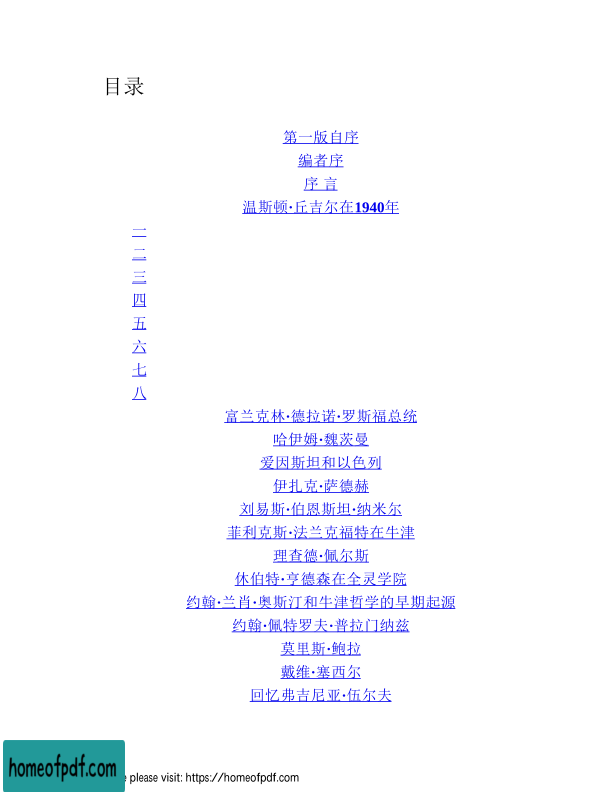 目录
第一版自序
编者序
序 言
温斯顿·丘吉尔在1940年
一
二
三
四
五
六
七
八
富兰克林·德拉诺·罗斯福总统
哈伊姆·魏茨曼
爱因斯坦和以色列
伊扎克·萨德赫
刘易斯·伯恩斯坦·纳米尔
菲利克斯·法兰克福特在牛津
理查德·佩尔斯
休伯特·亨德森在全灵学院
约翰·兰肖·奥斯汀和牛津哲学的早期起源
约翰·佩特罗夫·普拉门纳兹
莫里斯·鲍拉
戴维·塞西尔
回忆弗吉尼亚·伍尔夫
homeofpdf.com
please visit: https://homeofpdf.com